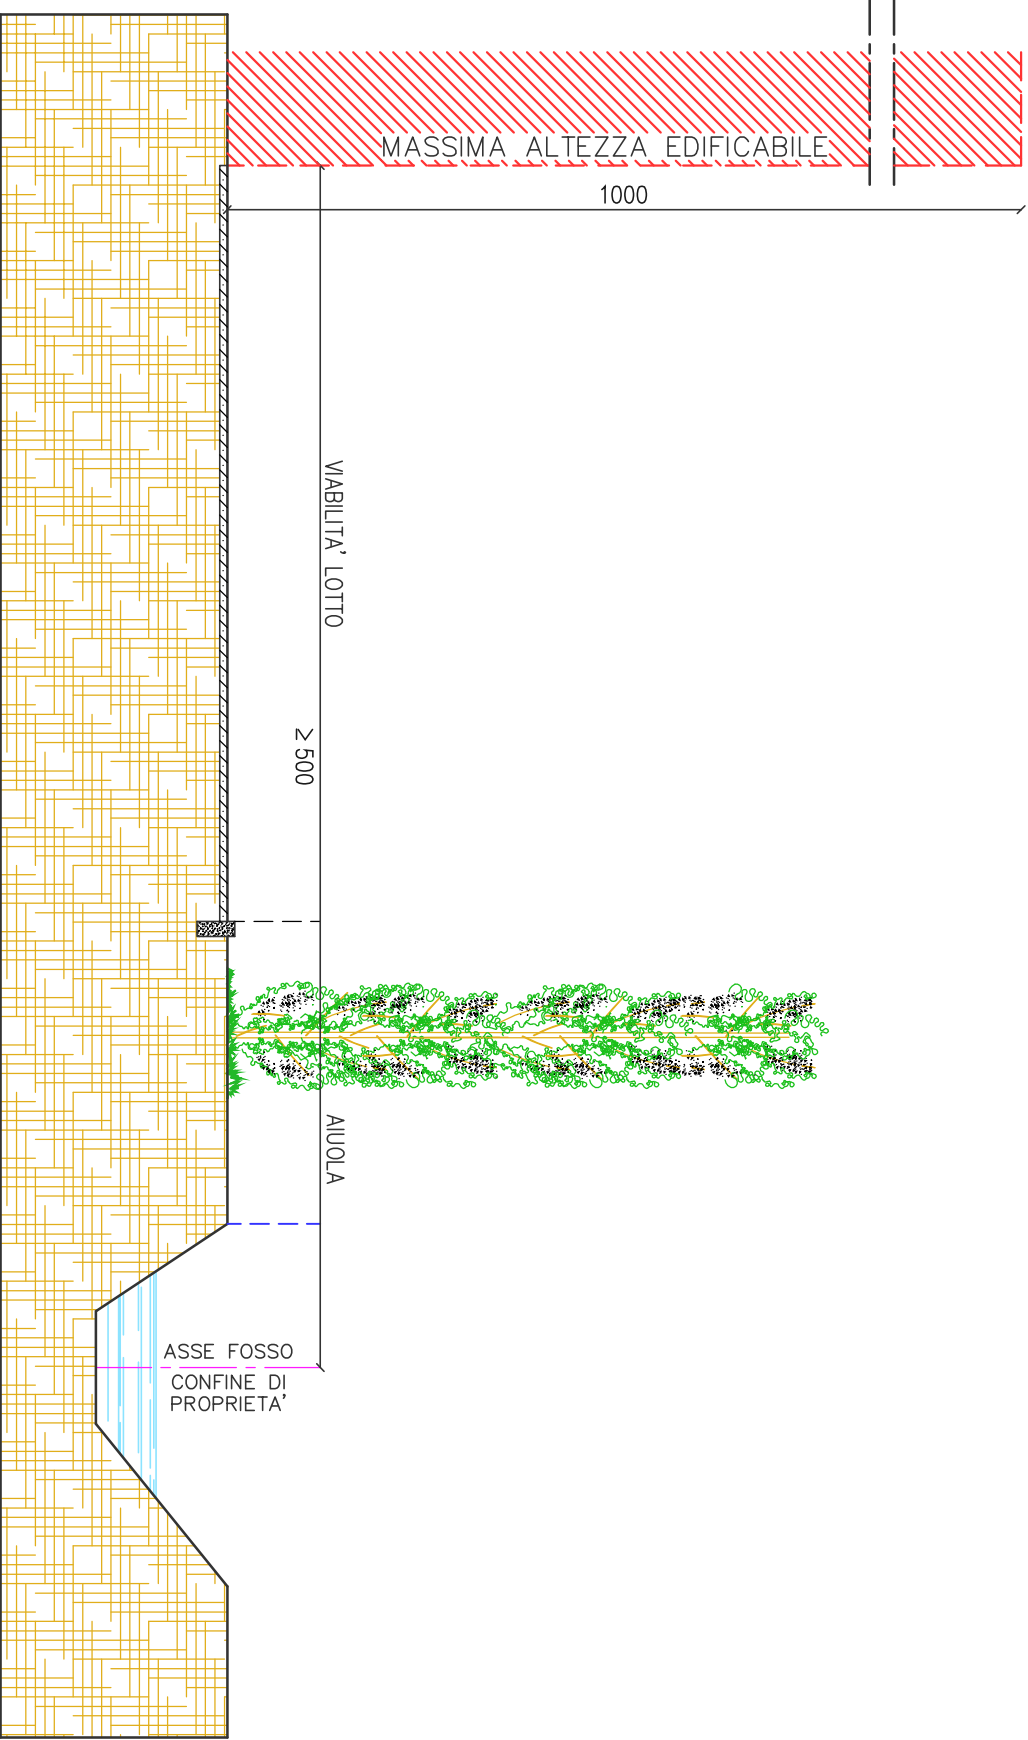 MASSIMA ALTEZZA EDIFICABILE
1000
VIABILITA' LOTTO
≥ 500
AIUOLA
ASSE FOSSO
CONFINE DI
PROPRIETA'